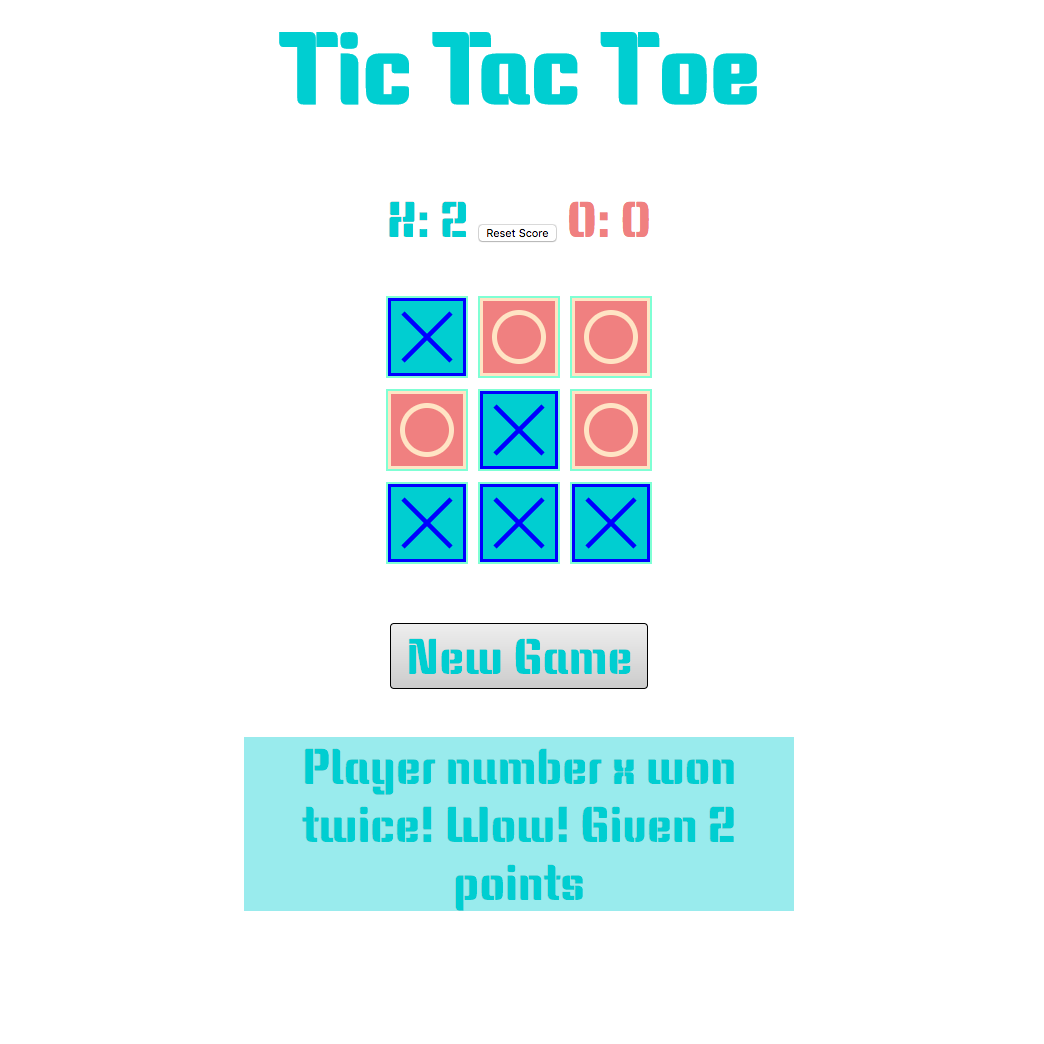 Tic Tac Toe
X: 2 Reset Score O: 0
New Game
Player number x won
twice! Wow! Given 2
points